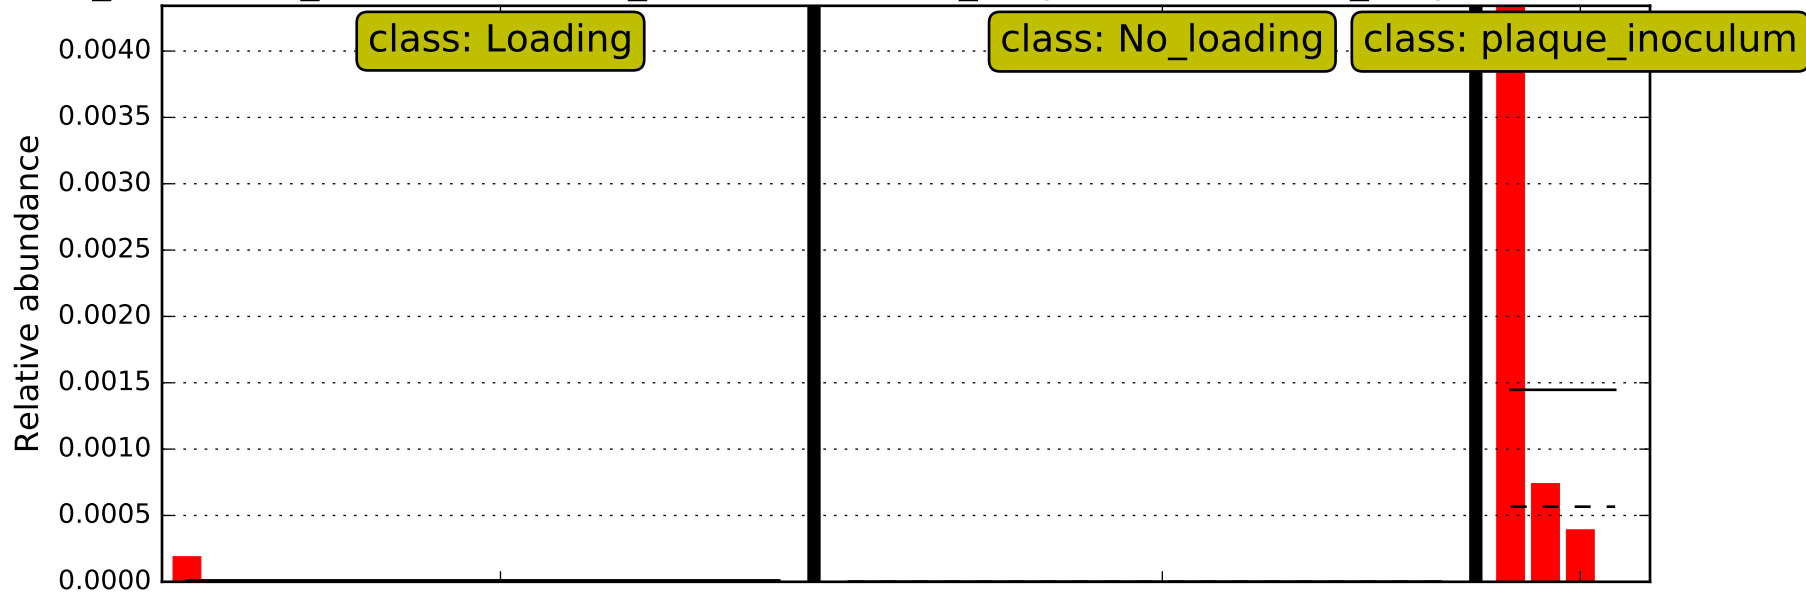 class: Loading
class: No_loading
class: plaque_inoculum
Relative abundance
0.0040
0.0035
0.0030
0.0025
0.0020
0.0015
0.0010
0.0005
0.0000